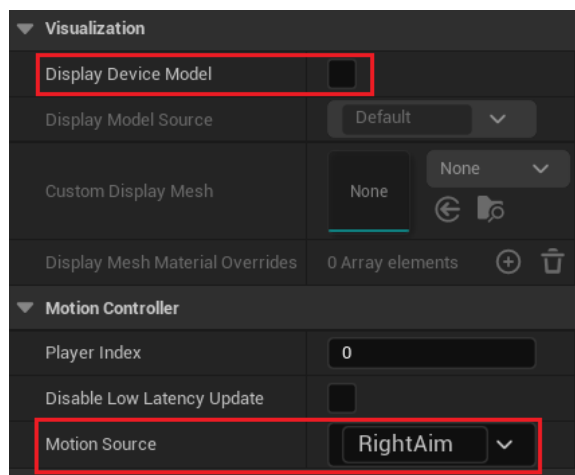 Visualization
Display Device Model
Display Model Source Default
Custom Display Mesh None None
Display Mesh Material Overrides 0 Array elements
Motion Controller
Player Index 0
Disable Low Latency Update
Motion Source RightAim